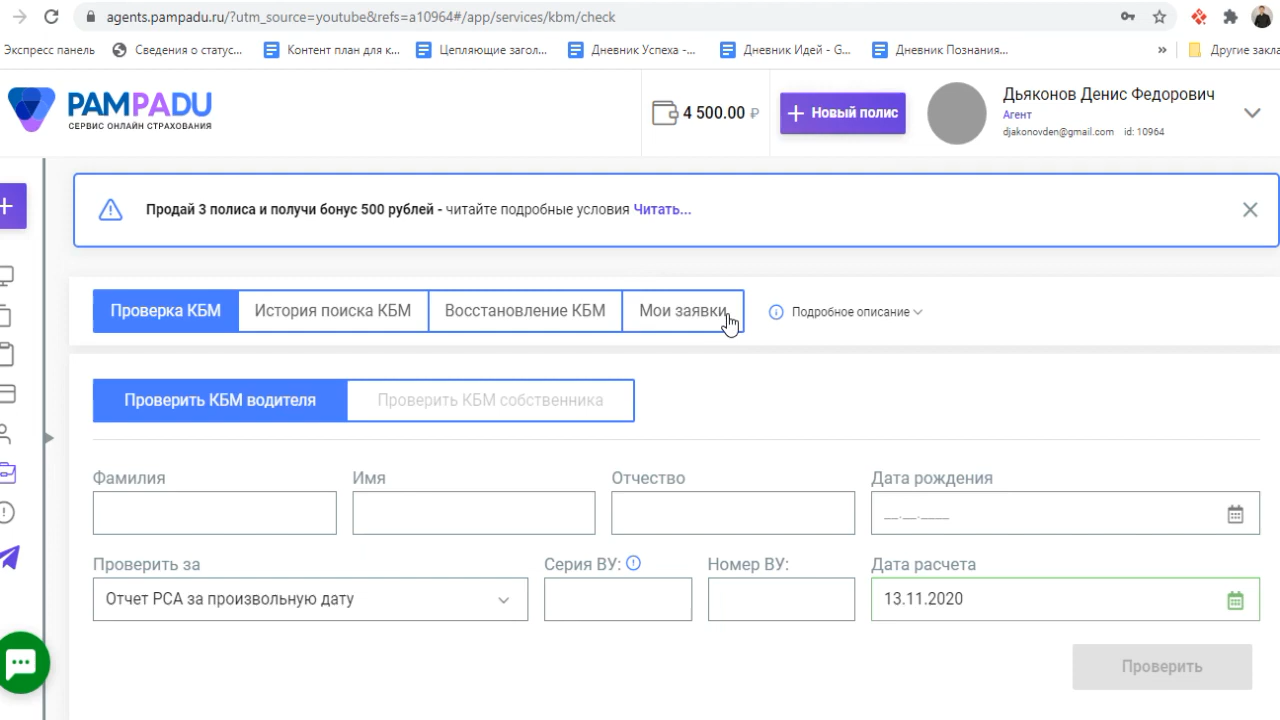 agents.pampadu.ru/?utm_source=youtube&refs=a10964#/app/services/kbm/check
Экспресс панель
Сведения о статус...
Контент план для к...
Цепляющие загол...
Дневник Успеха -...
Дневник Идей - G...
Дневник Познания...
»
Другие закла
PAMPADU
СЕРВИС ОНЛАЙН СТРАХОВАНИЯ
4 500.00 ₽
+ Новый полис
Дьяконов Денис Федорович
Агент
djakonovden@gmail.com id: 10964
Продай 3 полиса и получи бонус 500 рублей - читайте подробные условия Читать...
Проверка КБМ
История поиска КБМ
Восстановление КБМ
Мои заявки
Подробное описание
Проверить КБМ водителя
Проверить КБМ собственника
Фамилия
Имя
Отчество
Дата рождения
__.__.____
Проверить за
Серия ВУ:
Номер ВУ:
Дата расчета
Отчет РСА за произвольную дату
13.11.2020
Проверить